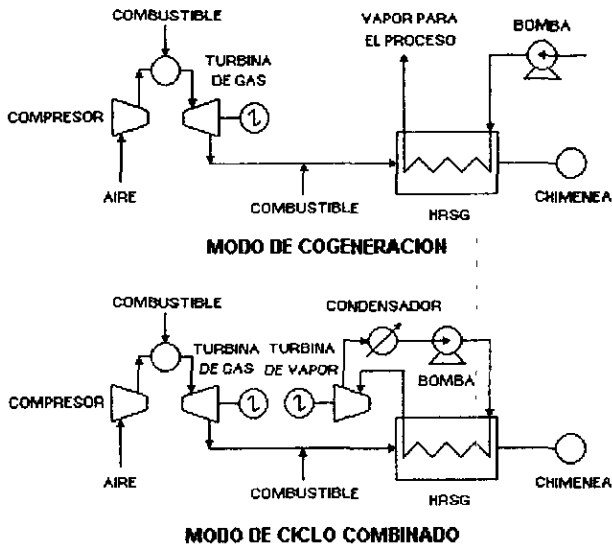 COMBUSTIBLE
VAPOR PARA
EL PROCESO
BOMBA
TURBINA
DE GAS
COMPRESOR
AIRE
COMBUSTIBLE
HRSG
CHIMENEA
MODO DE COGENERACION
COMBUSTIBLE
CONDENSADOR
TURBINA
DE GAS
TURBINA
DE VAPOR
BOMBA
COMPRESOR
AIRE
COMBUSTIBLE
HRSG
CHIMENEA
MODO DE CICLO COMBINADO